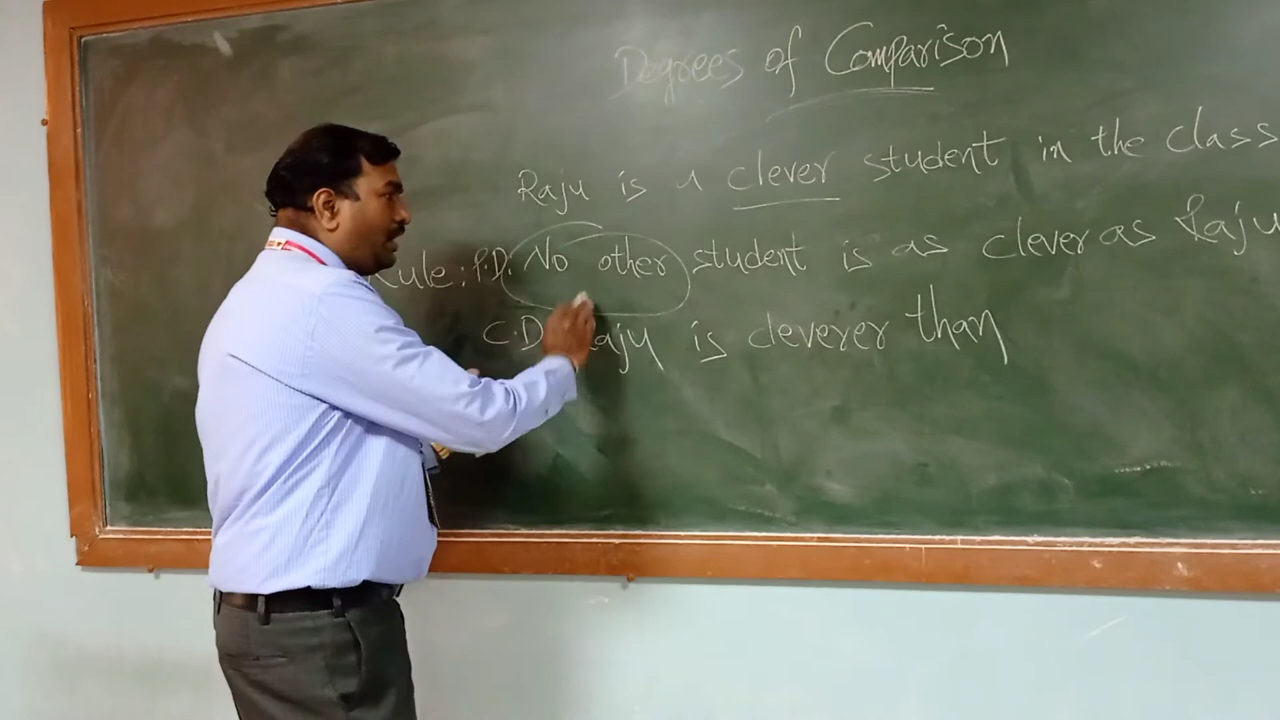 Degrees of Comparison
Raju is a clever student in the class
Rule: P.D. No other student is as clever as Raju
C.D. Raju is cleverer than